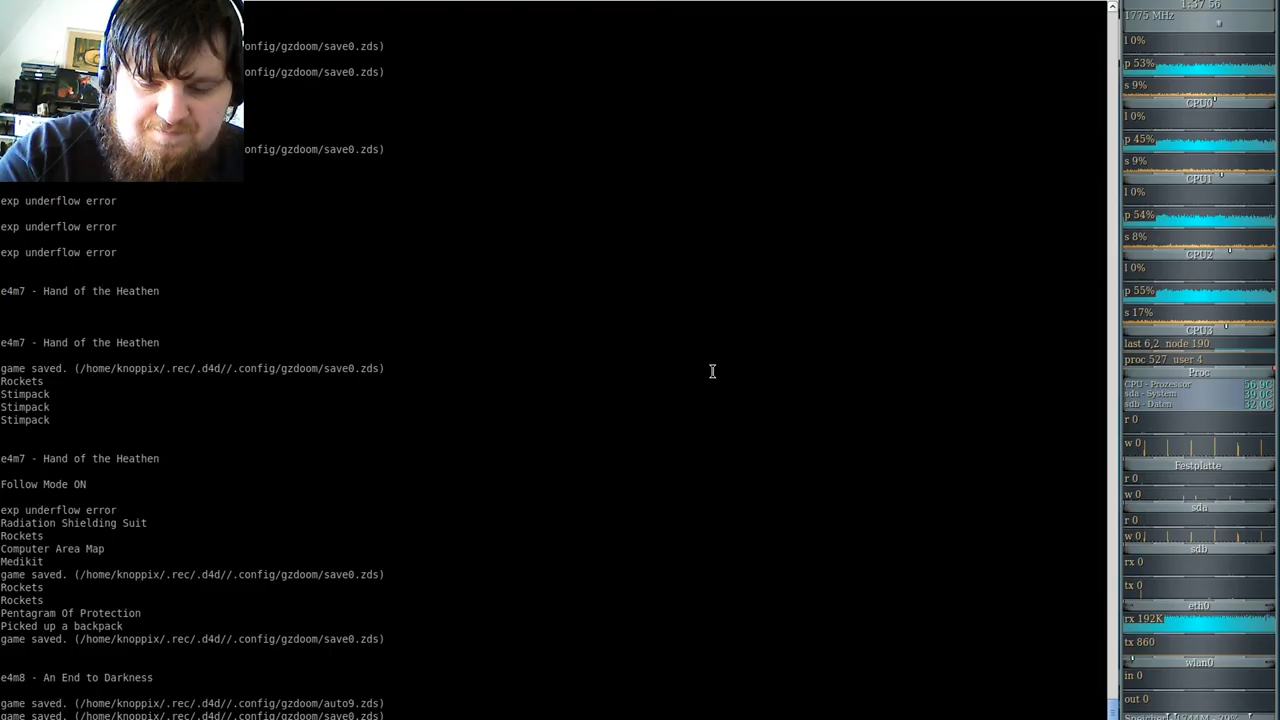 onfig/gzdoom/save0.zds)
onfig/gzdoom/save0.zds)
onfig/gzdoom/save0.zds)
exp underflow error
exp underflow error
exp underflow error
e4m7 - Hand of the Heathen
e4m7 - Hand of the Heathen
game saved. (/home/knoppix/.rec/.d4d//.config/gzdoom/save0.zds)
Rockets
Stimpack
Stimpack
Stimpack
e4m7 - Hand of the Heathen
Follow Mode ON
exp underflow error
Radiation Shielding Suit
Rockets
Computer Area Map
Medikit
game saved. (/home/knoppix/.rec/.d4d//.config/gzdoom/save0.zds)
Rockets
Rockets
Pentagram Of Protection
Picked up a backpack
game saved. (/home/knoppix/.rec/.d4d//.config/gzdoom/save0.zds)
e4m8 - An End to Darkness
game saved. (/home/knoppix/.rec/.d4d//.config/gzdoom/auto9.zds)
game saved. (/home/knoppix/.rec/.d4d//.config/gzdoom/save0.zds)
1:37 56
1775 MHz
l 0%
p 53%
s 9%
CPU0
l 0%
p 45%
s 9%
CPU1
l 0%
p 54%
s 8%
CPU2
l 0%
p 55%
s 17%
CPU3
last 6,2 node 190
proc 527 user 4
Proc
CPU - Prozessor 56.9C
sda - System 39.0C
sdb - Daten 32.0C
r 0
w 0
Festplatte
r 0
w 0
sda
r 0
w 0
sdb
rx 0
tx 0
eth0
rx 192K
tx 860
wlan0
in 0
out 0